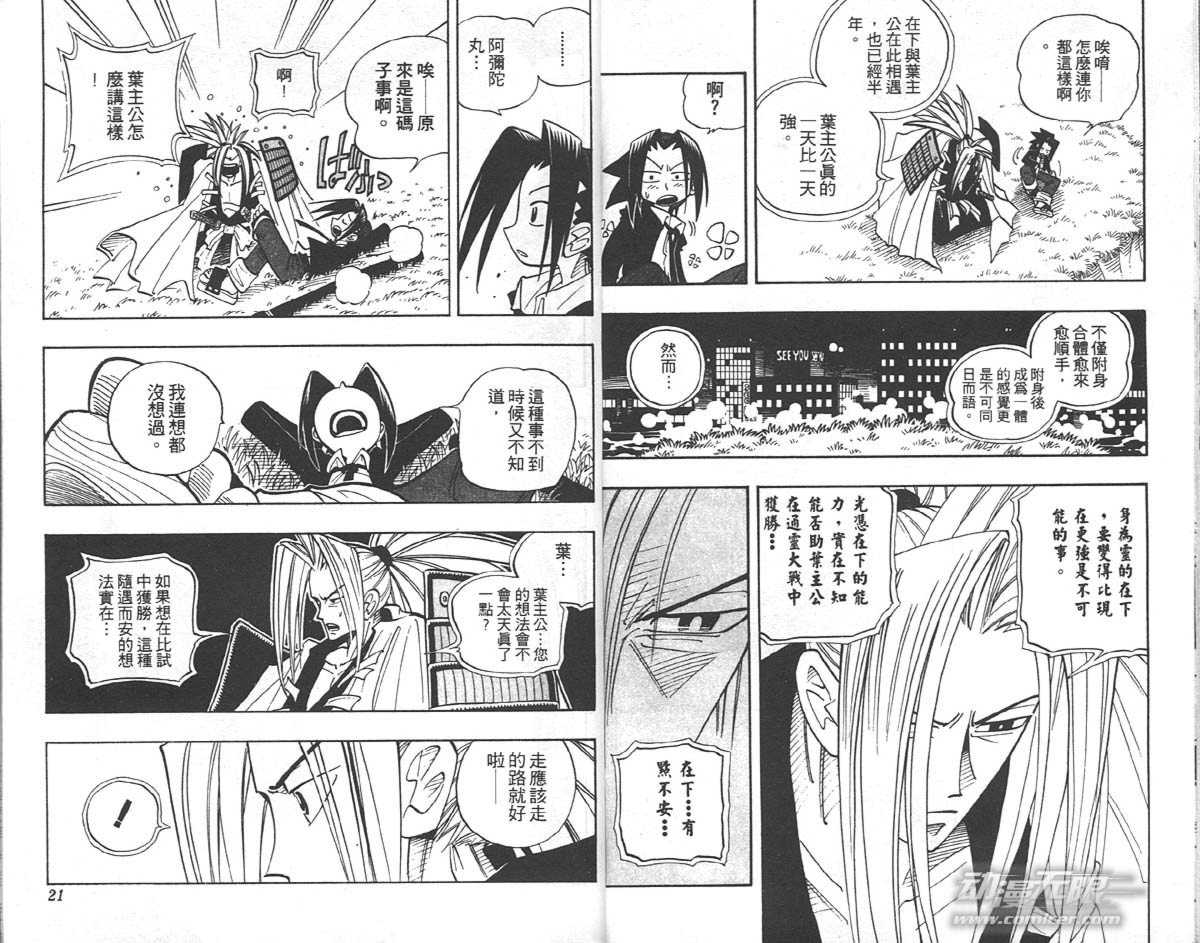 唉唷——
怎麼連你
都這樣啊
。
在下與葉主
公在此相遇
，也已經半
年。
葉主公真的
一天比一天
強。
啊？
不僅附身
合體愈來
愈順手，
附身後
成為一體
的感覺更
是不可同
日而語。
SEE YOU
然而…
身為靈的在下
，要變得比現
在更強是不可
能的事。
光憑在下的能
力，實在不知
能否助葉主公
在通靈大戰中
獲勝…
在下…有
點不安…
………
阿彌陀
丸…
唉——原
來是這碼
子事啊。
啊！
ばふっ
葉主公怎
麼講這樣
！
這種事不到
時候又不知
道，
我連想都
沒想過。
葉…
葉主公…您
的想法會不
會太天真了
一點？
如果想在比試
中獲勝，這種
隨遇而安的想
法實在…
走應該走
的路就好
啦——
！
21
动漫无限
www.comiser.com